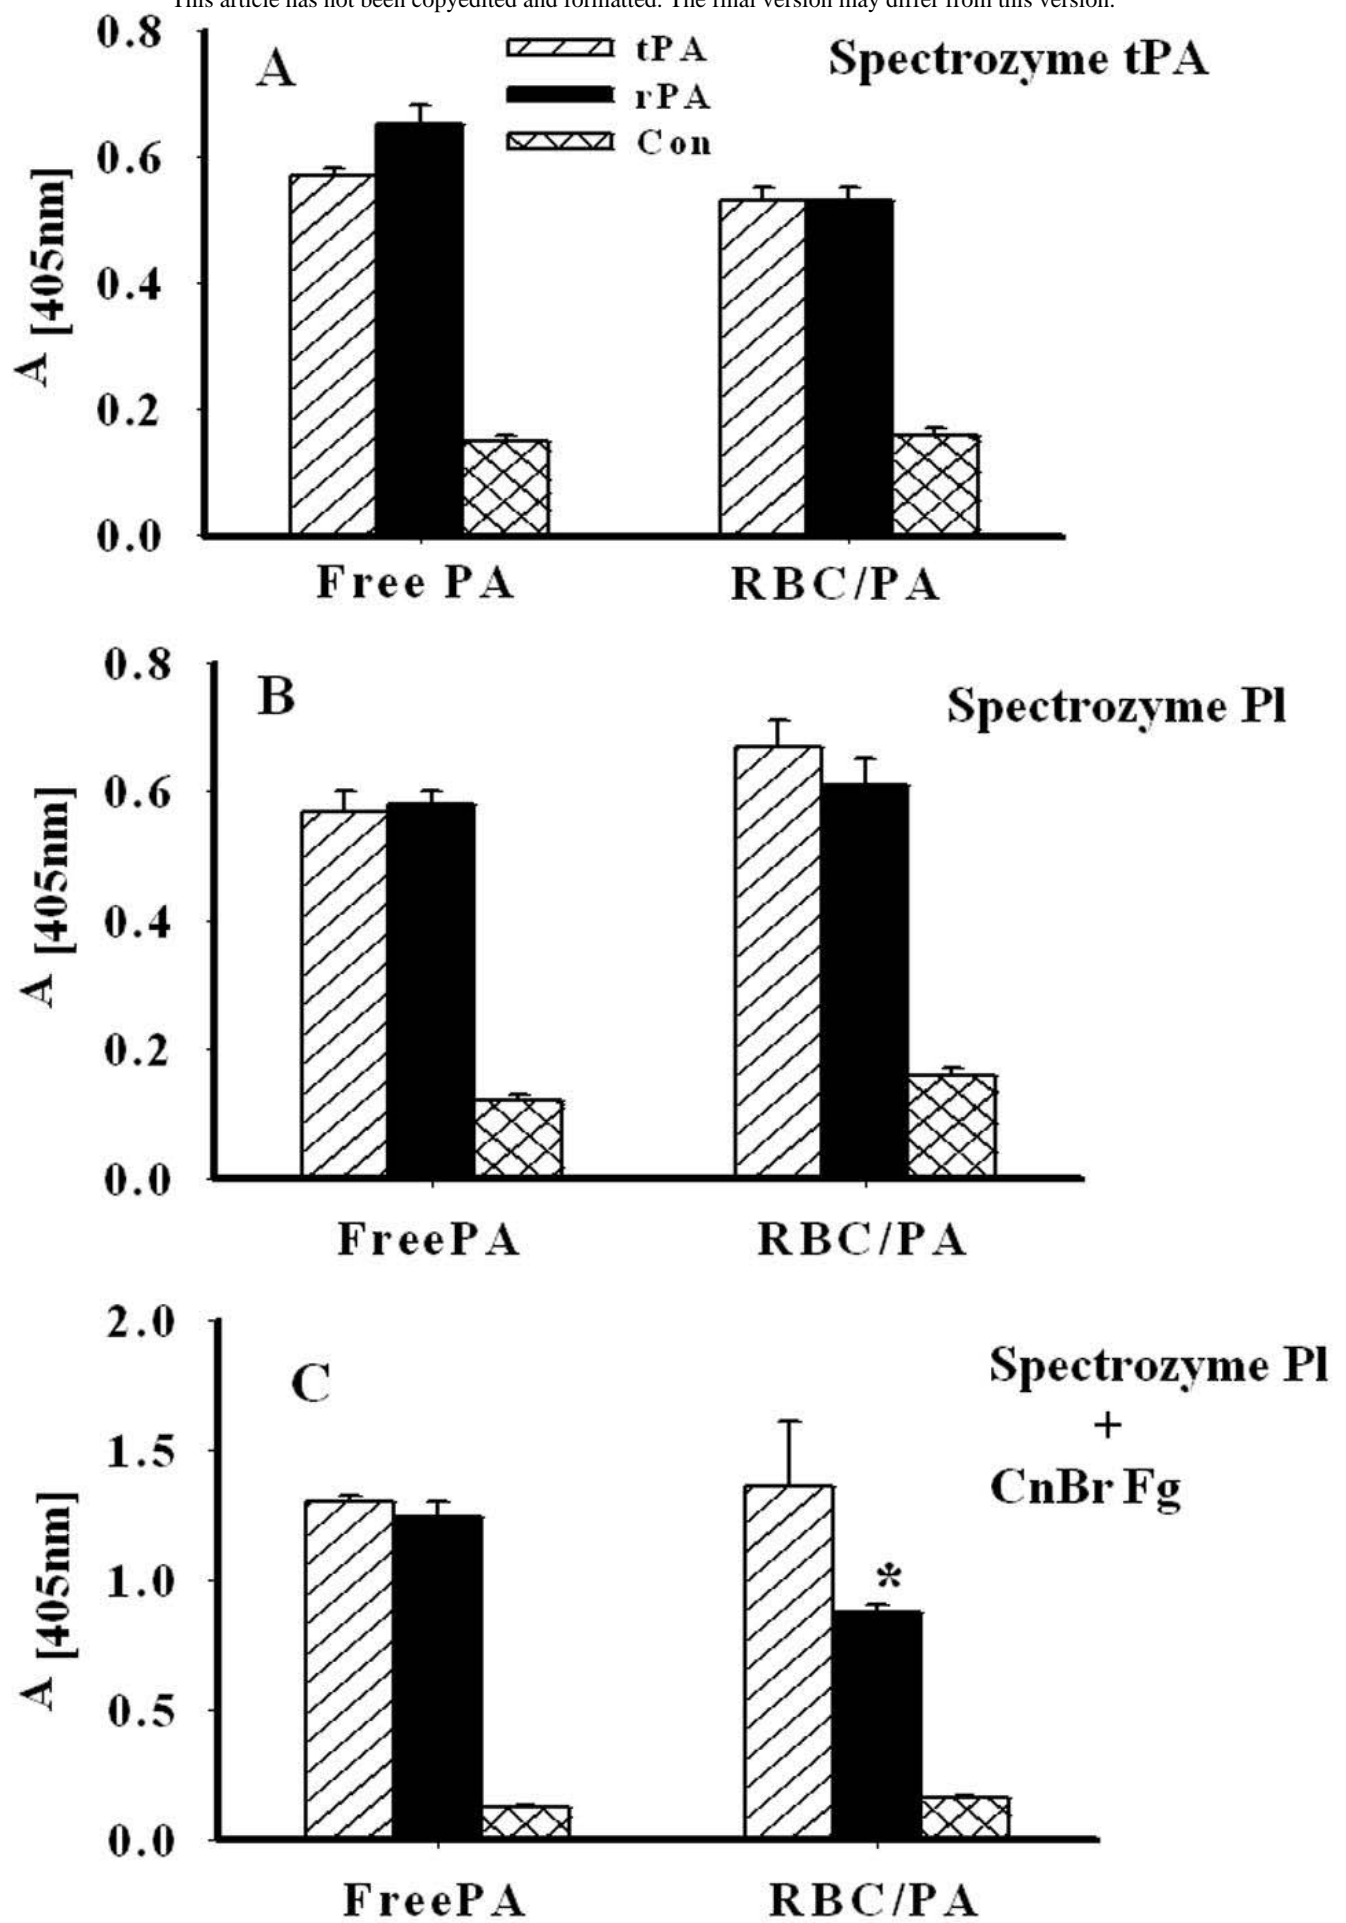 This article has not been copyedited and formatted. The final version may differ from this version.
0.8
A
tPA
rPA
Con
Spectrozyme tPA
0.6
0.4
0.2
0.0
A [405nm]
Free PA
RBC/PA
0.8
B
Spectrozyme Pl
0.6
0.4
0.2
0.0
A [405nm]
FreePA
RBC/PA
2.0
C
Spectrozyme Pl
+
CnBr Fg
1.5
1.0
*
0.5
0.0
A [405nm]
FreePA
RBC/PA